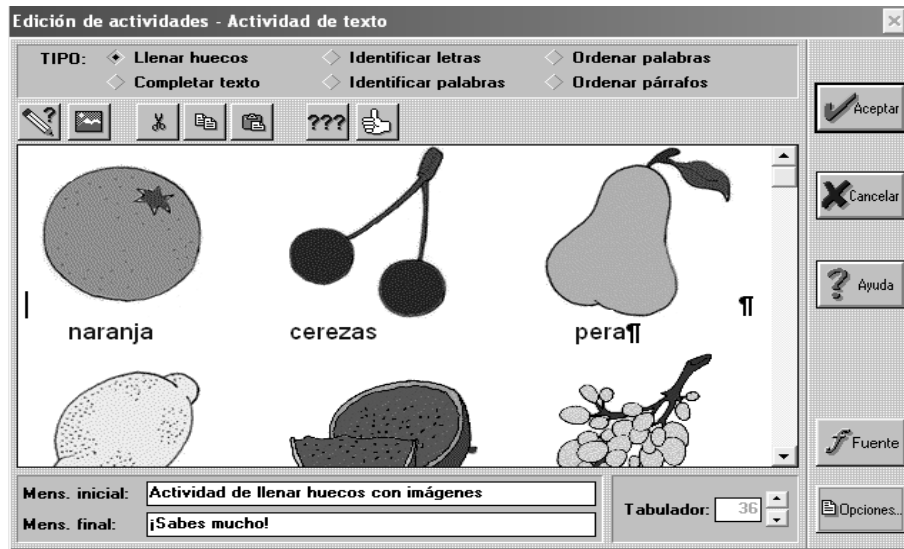 Edición de actividades - Actividad de texto
TIPO: Llenar huecos Identificar letras Ordenar palabras
Completar texto Identificar palabras Ordenar párrafos
???
Aceptar
Cancelar
? Ayuda
¶
naranja cerezas pera¶
f Fuente
Mens. inicial: Actividad de llenar huecos con imágenes
Mens. final: ¡Sabes mucho!
Tabulador: 36
Opciones...